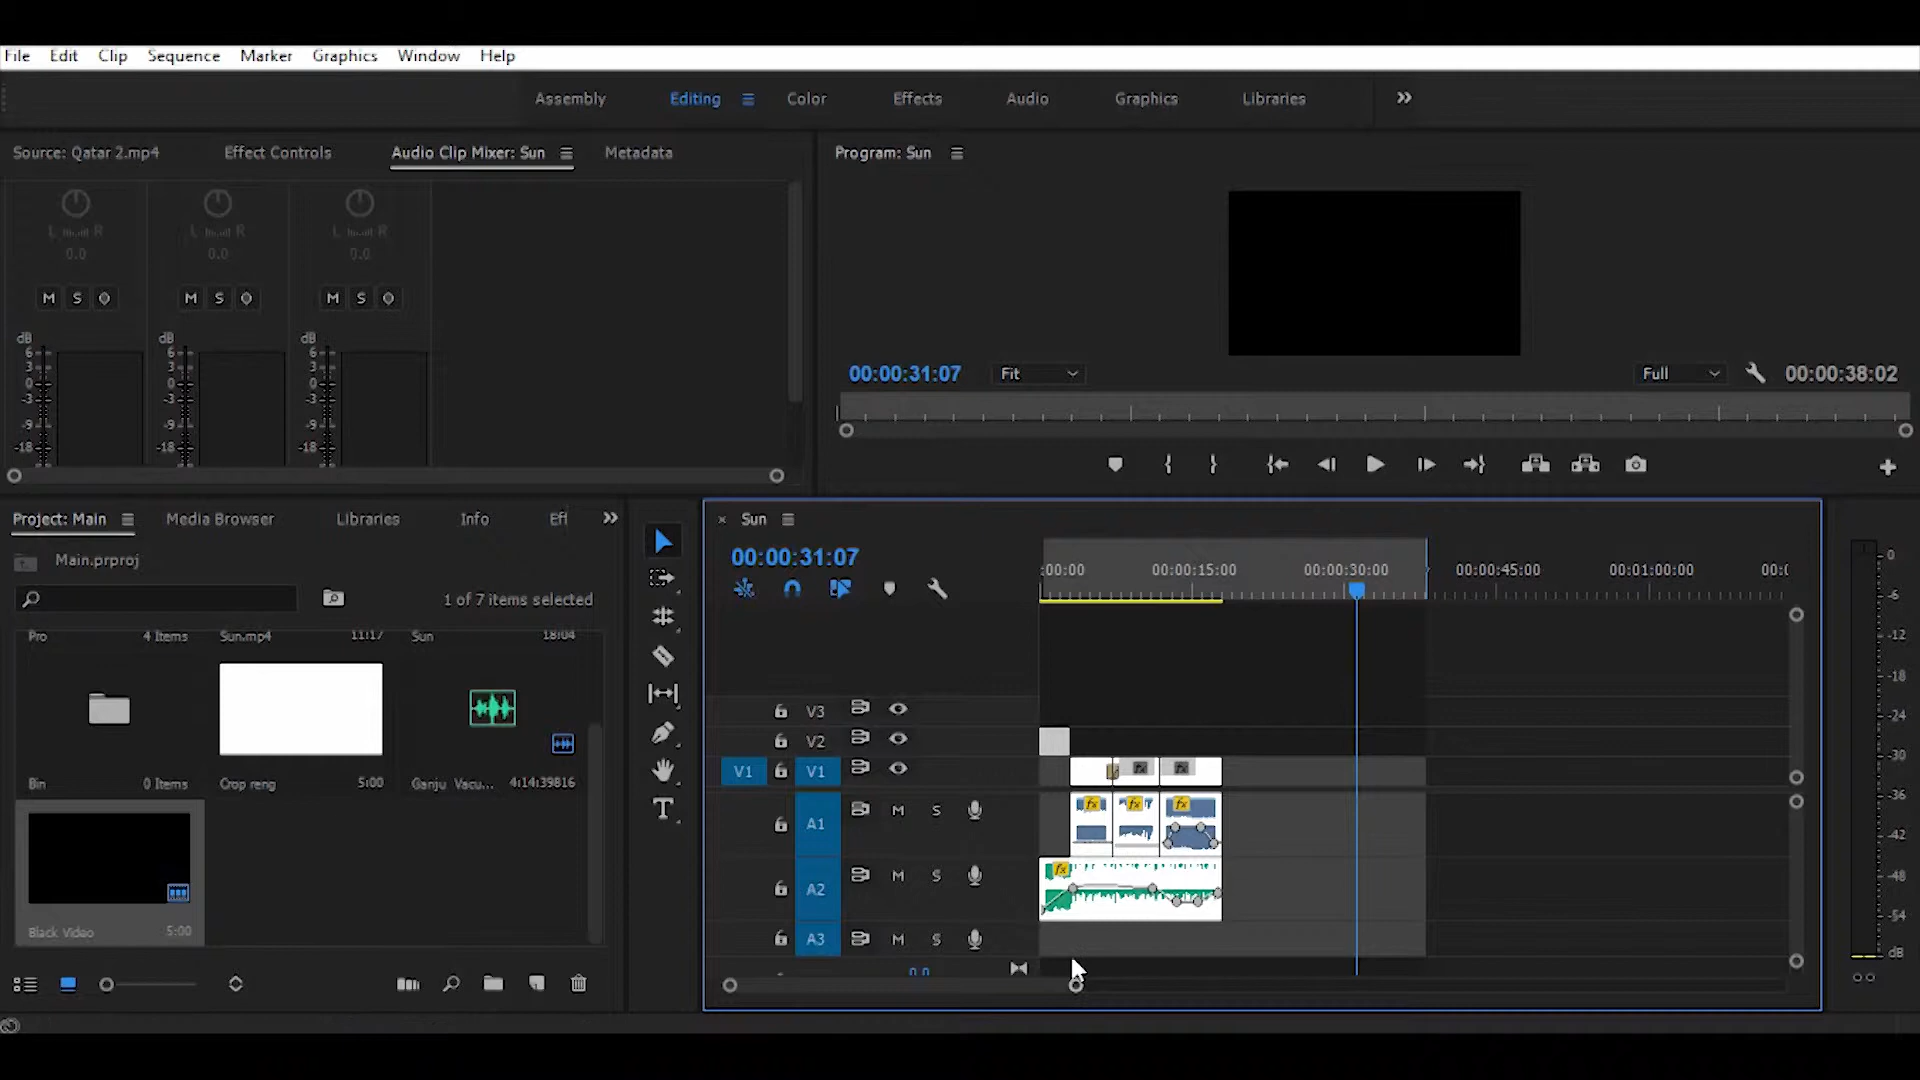 File Edit Clip Sequence Marker Graphics Window Help
Assembly Editing Color Effects Audio Graphics Libraries
Source: Qatar 2.mp4 Effect Controls Audio Clip Mixer: Sun Metadata
Program: Sun
L R L R L R
0.0 0.0 0.0
M S M S M S
dB dB dB
6 6 6
3 3 3
0 0 0
-3 -3 -3
-9 -9 -9
-18 -18 -18
00:00:31:07 Fit Full 00:00:38:02
Project: Main Media Browser Libraries Info Eff
Main.prproj
1 of 7 items selected
Pro 4 Items Sun.mp4 11:17 Sun 18:04
Bin 0 Items Crop reng 5:00 Ganju Vacu... 4:14:39816
Black Video 5:00
Sun
00:00:31:07
:00:00 00:00:15:00 00:00:30:00 00:00:45:00 00:01:00:00 00:0
V3
V2
V1 V1
fx fx
A1 M S
fx fx fx
A2 M S
fx
A3 M S
0
-6
-12
-18
-24
-30
-36
-42
-48
-54
dB